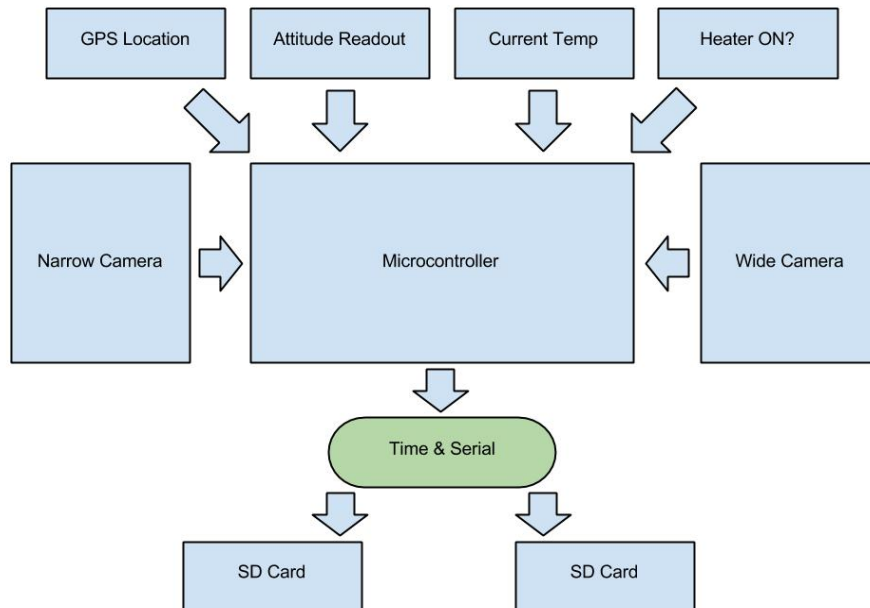 GPS Location
Attitude Readout
Current Temp
Heater ON?
Narrow Camera
Microcontroller
Wide Camera
Time & Serial
SD Card
SD Card